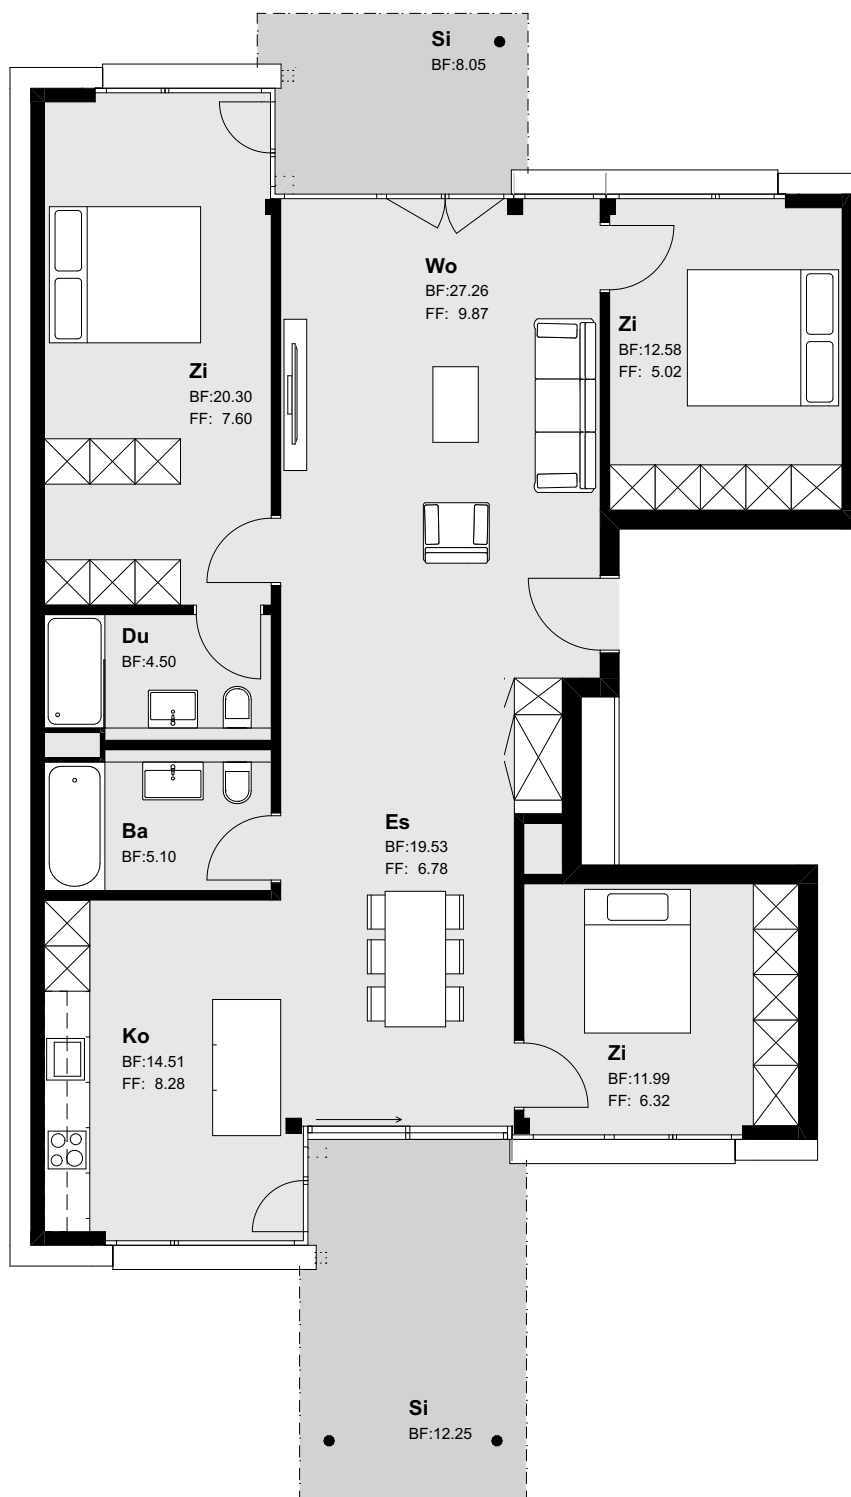 Si
BF:8.05
Wo
BF:27.26
FF: 9.87
Zi
BF:12.58
FF: 5.02
Zi
BF:20.30
FF: 7.60
Du
BF:4.50
Es
BF:19.53
FF: 6.78
Ba
BF:5.10
Ko
BF:14.51
FF: 8.28
Zi
BF:11.99
FF: 6.32
Si
BF:12.25